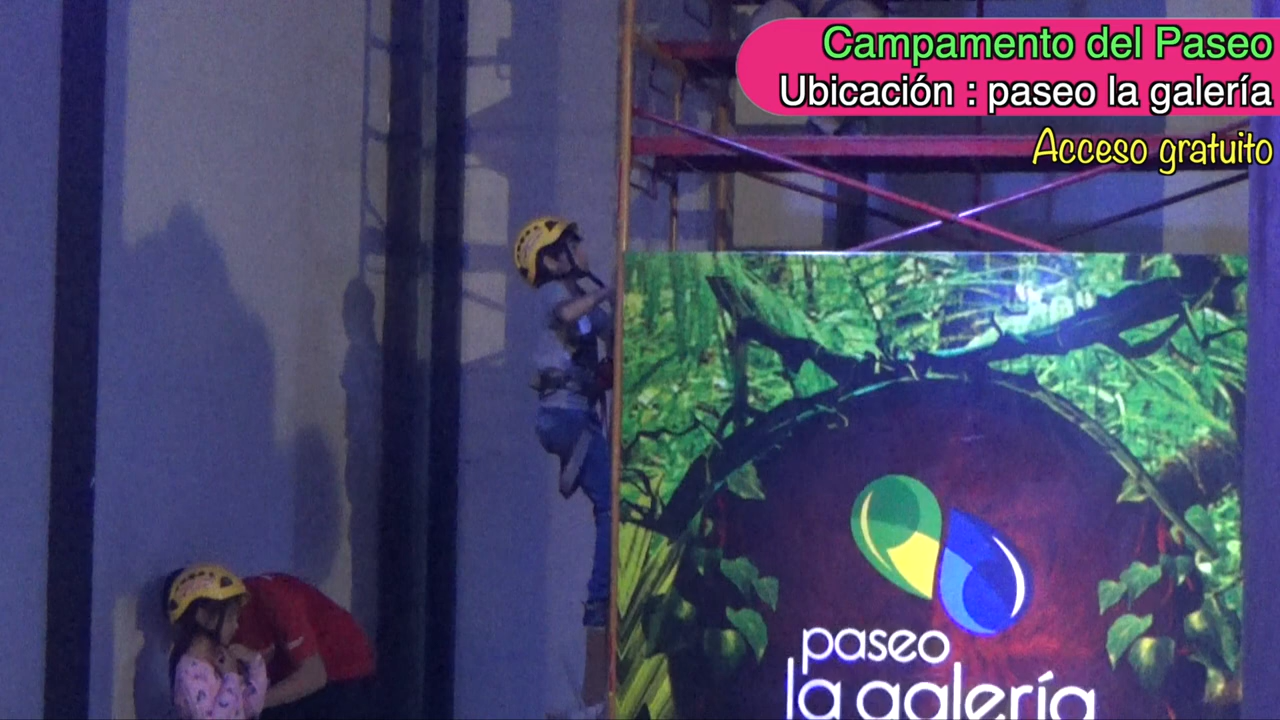 Campamento del Paseo
Ubicación : paseo la galería
Acceso gratuito
paseo
la galería